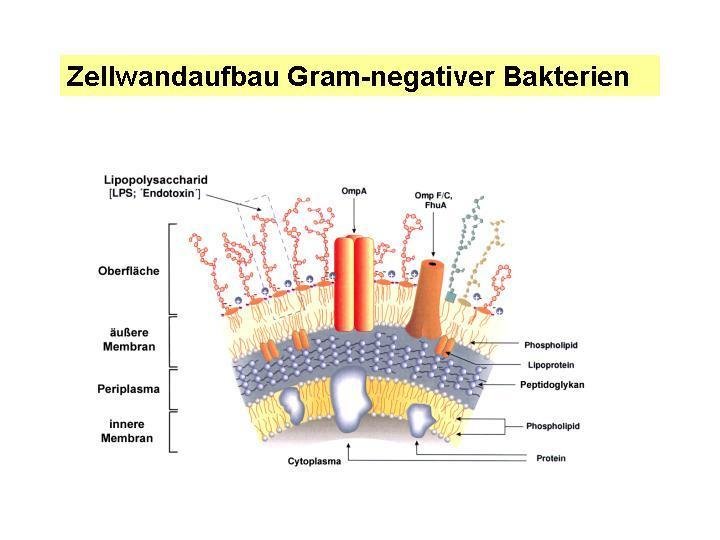 Zellwandaufbau Gram-negativer Bakterien
Lipopolysaccharid
[LPS; ´Endotoxin´]
OmpA
Omp F/C,
FhuA
Oberfläche
äußere
Membran
Periplasma
innere
Membran
Phospholipid
Lipoprotein
Peptidoglykan
Phospholipid
Protein
Cytoplasma